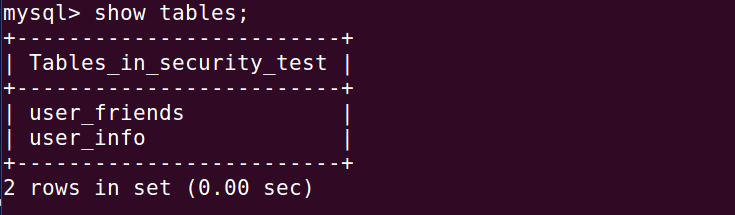 mysql> show tables;
+-------------------------+
| Tables_in_security_test |
+-------------------------+
| user_friends            |
| user_info               |
+-------------------------+
2 rows in set (0.00 sec)